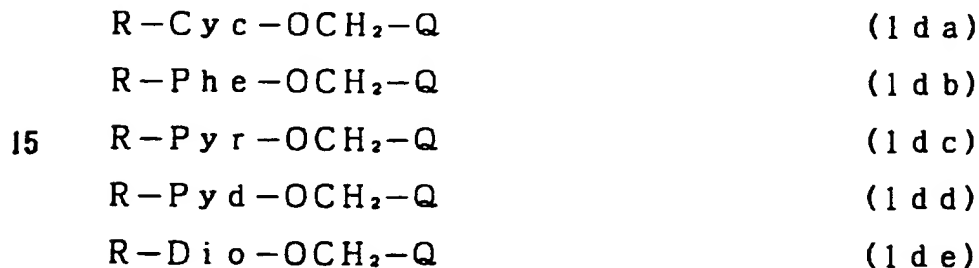 R-Cyc-OCH₂-Q (1da)
R-Phe-OCH₂-Q (1db)
15 R-Pyr-OCH₂-Q (1dc)
R-Pyd-OCH₂-Q (1dd)
R-Dio-OCH₂-Q (1de)